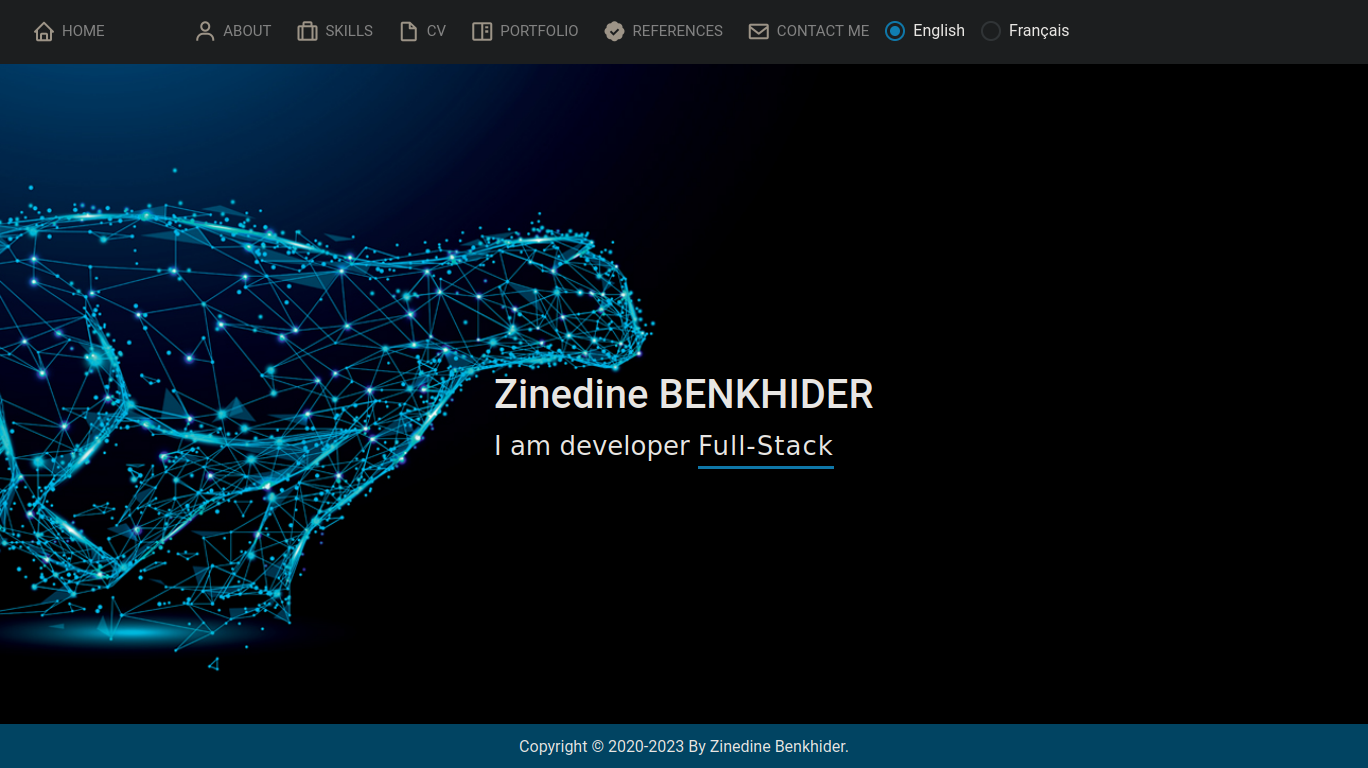 HOME ABOUT SKILLS CV PORTFOLIO REFERENCES CONTACT ME English Français
Zinedine BENKHIDER
I am developer Full-Stack
Copyright © 2020-2023 By Zinedine Benkhider.